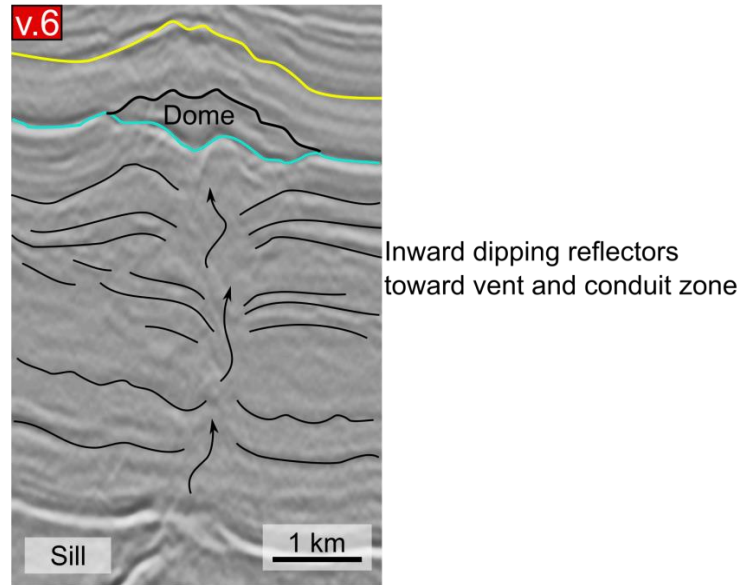 v.6
Dome
Inward dipping reflectors
toward vent and conduit zone
Sill
1 km